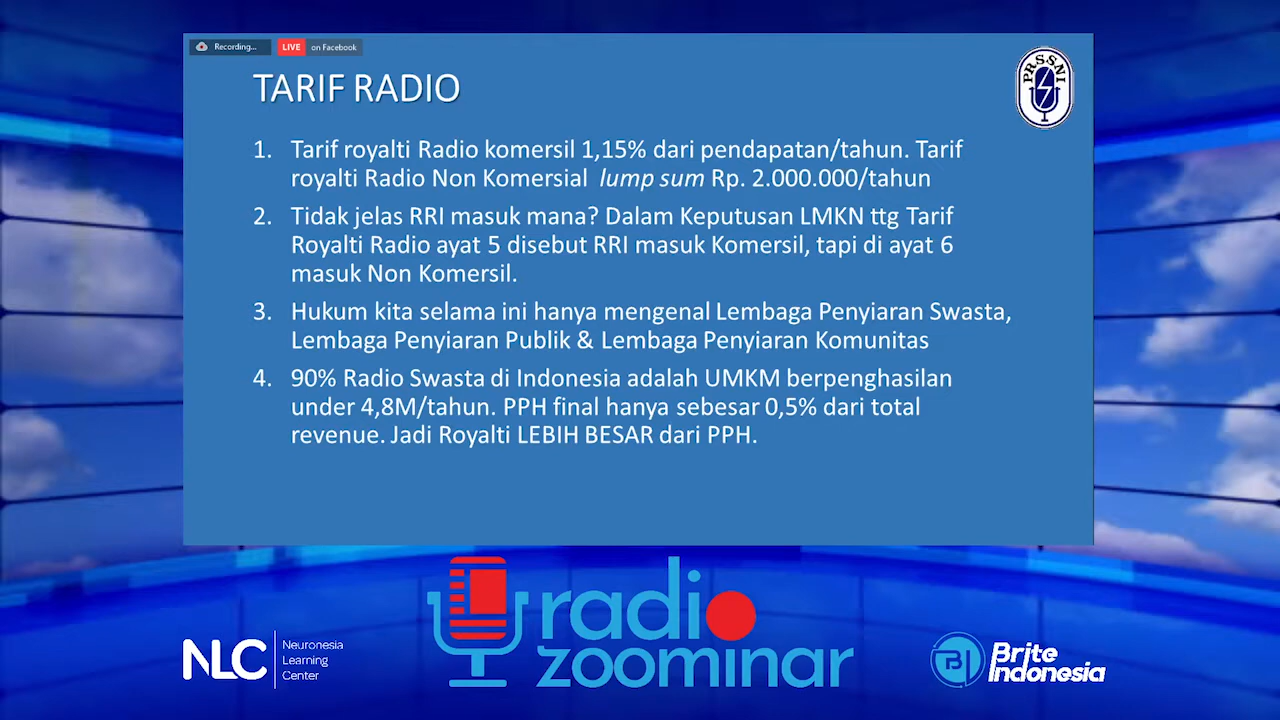 Recording...
LIVE on Facebook
PRSSNI
TARIF RADIO
1. Tarif royalti Radio komersil 1,15% dari pendapatan/tahun. Tarif
royalti Radio Non Komersial lump sum Rp. 2.000.000/tahun
2. Tidak jelas RRI masuk mana? Dalam Keputusan LMKN ttg Tarif
Royalti Radio ayat 5 disebut RRI masuk Komersil, tapi di ayat 6
masuk Non Komersil.
3. Hukum kita selama ini hanya mengenal Lembaga Penyiaran Swasta,
Lembaga Penyiaran Publik & Lembaga Penyiaran Komunitas
4. 90% Radio Swasta di Indonesia adalah UMKM berpenghasilan
under 4,8M/tahun. PPH final hanya sebesar 0,5% dari total
revenue. Jadi Royalti LEBIH BESAR dari PPH.
NLC
Neuronesia
Learning
Center
radio
zoominar
BI
Brite
Indonesia